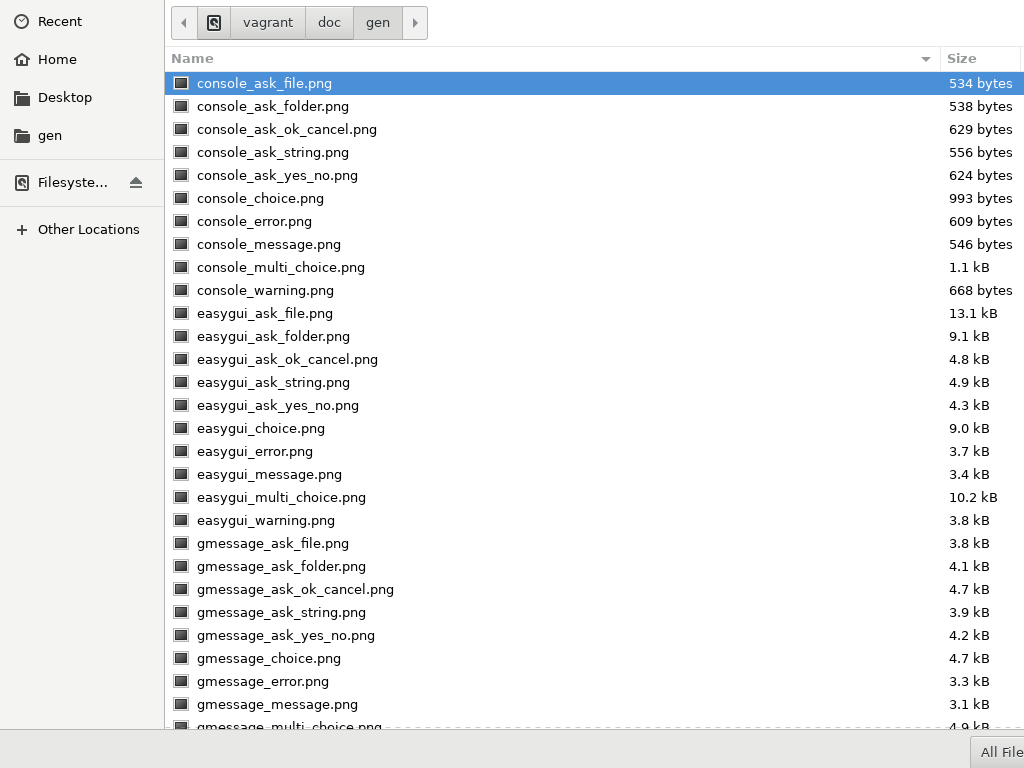 Recent
Home
Desktop
gen
Filesyste...
Other Locations
vagrant doc gen
Name Size
console_ask_file.png 534 bytes
console_ask_folder.png 538 bytes
console_ask_ok_cancel.png 629 bytes
console_ask_string.png 556 bytes
console_ask_yes_no.png 624 bytes
console_choice.png 993 bytes
console_error.png 609 bytes
console_message.png 546 bytes
console_multi_choice.png 1.1 kB
console_warning.png 668 bytes
easygui_ask_file.png 13.1 kB
easygui_ask_folder.png 9.1 kB
easygui_ask_ok_cancel.png 4.8 kB
easygui_ask_string.png 4.9 kB
easygui_ask_yes_no.png 4.3 kB
easygui_choice.png 9.0 kB
easygui_error.png 3.7 kB
easygui_message.png 3.4 kB
easygui_multi_choice.png 10.2 kB
easygui_warning.png 3.8 kB
gmessage_ask_file.png 3.8 kB
gmessage_ask_folder.png 4.1 kB
gmessage_ask_ok_cancel.png 4.7 kB
gmessage_ask_string.png 3.9 kB
gmessage_ask_yes_no.png 4.2 kB
gmessage_choice.png 4.7 kB
gmessage_error.png 3.3 kB
gmessage_message.png 3.1 kB
gmessage_multi_choice.png 4.9 kB
All File